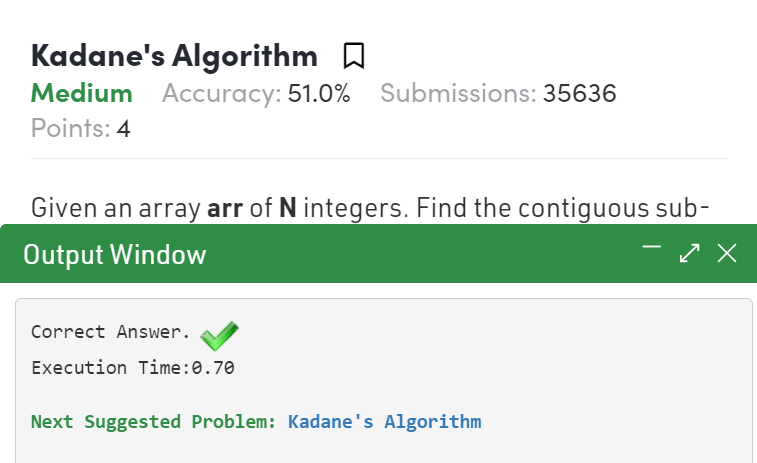 Kadane's Algorithm
Medium Accuracy: 51.0% Submissions: 35636
Points: 4
Given an array arr of N integers. Find the contiguous sub-
Output Window
Correct Answer.
Execution Time:0.70
Next Suggested Problem: Kadane's Algorithm